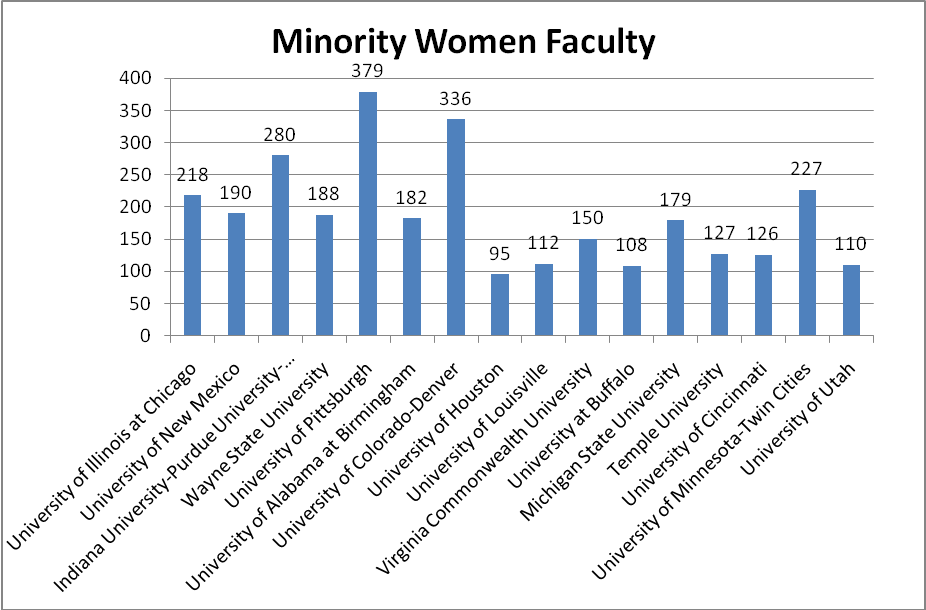 Minority Women Faculty
400
350
300
250
200
150
100
50
0
218
190
280
188
379
182
336
95
112
150
108
179
127
126
227
110
University of Illinois at Chicago
University of New Mexico
Indiana University-Purdue University-...
Wayne State University
University of Pittsburgh
University of Alabama at Birmingham
University of Colorado-Denver
University of Houston
University of Louisville
Virginia Commonwealth University
University at Buffalo
Michigan State University
Temple University
University of Cincinnati
University of Minnesota-Twin Cities
University of Utah